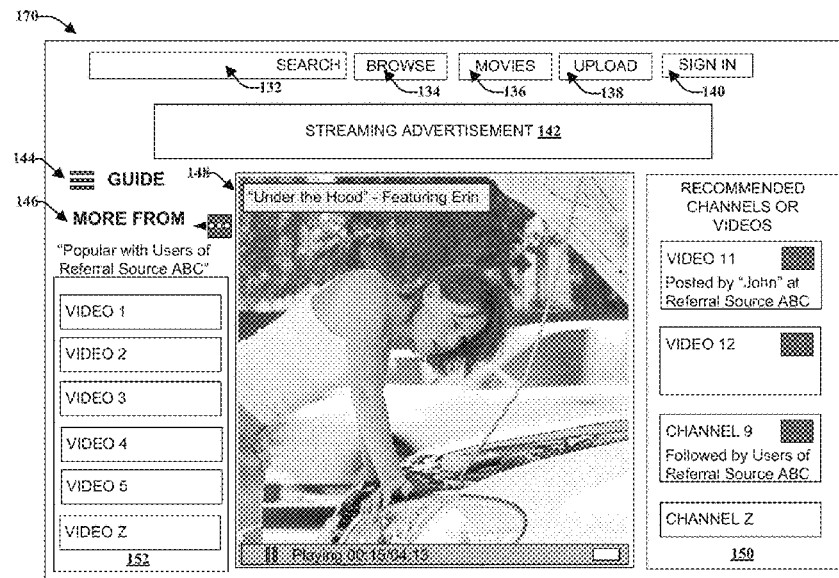 170
SEARCH BROWSE MOVIES UPLOAD SIGN IN
132 134 136 138 140
STREAMING ADVERTISEMENT 142
144 GUIDE
146 MORE FROM
"Popular with Users of
Referral Source ABC"
VIDEO 1
VIDEO 2
VIDEO 3
VIDEO 4
VIDEO 5
VIDEO Z
152
148
"Under the Hood" - Featuring Erin
Playing 00:15/04:13
RECOMMENDED
CHANNELS OR
VIDEOS
VIDEO 11
Posted by "John" at
Referral Source ABC
VIDEO 12
CHANNEL 9
Followed by Users of
Referral Source ABC
CHANNEL Z
150